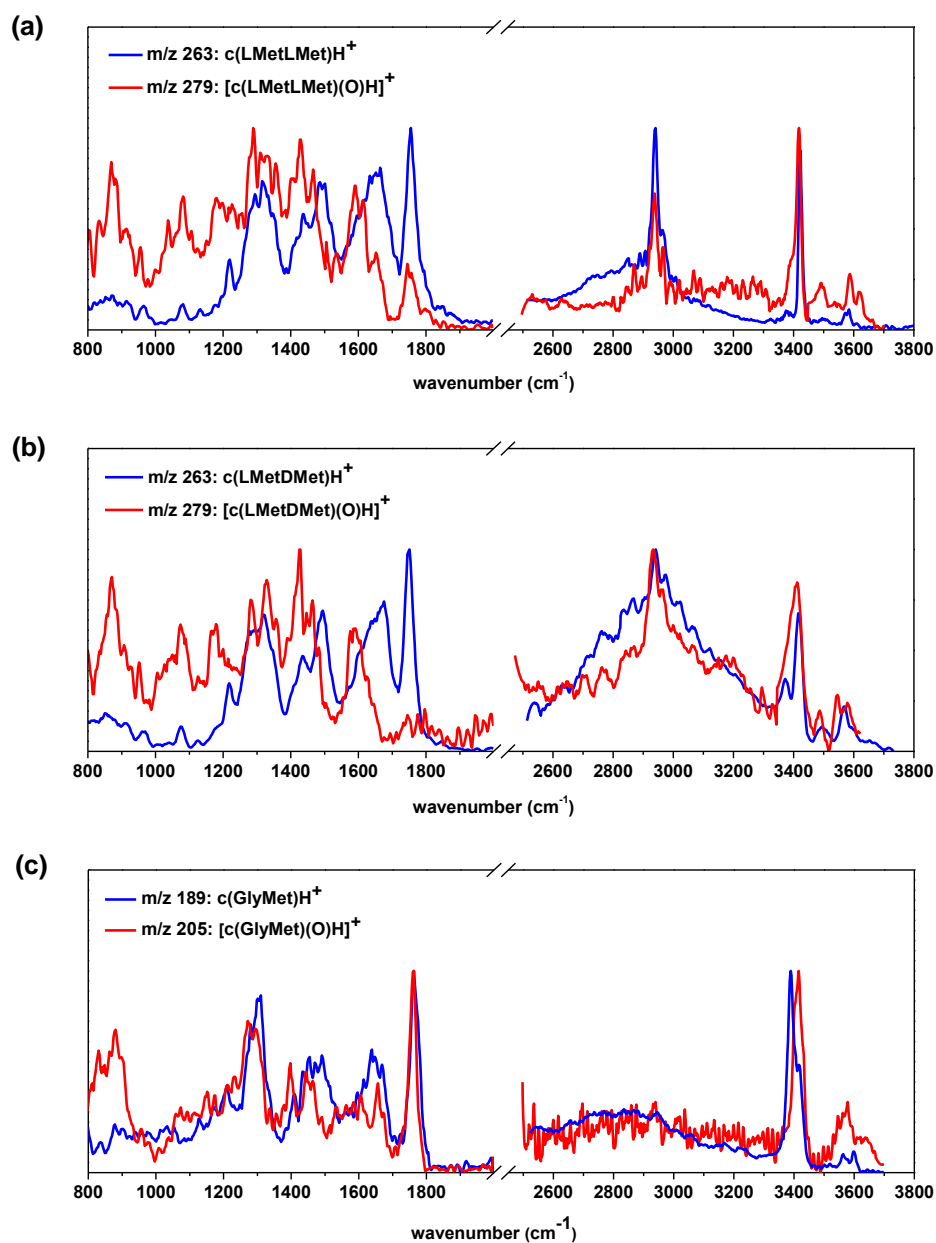 (a)
m/z 263: c(LMetLMet)H+
m/z 279: [c(LMetLMet)(O)H]+
800 1000 1200 1400 1600 1800 2600 2800 3000 3200 3400 3600 3800
wavenumber (cm-1)
(b)
m/z 263: c(LMetDMet)H+
m/z 279: [c(LMetDMet)(O)H]+
800 1000 1200 1400 1600 1800 2600 2800 3000 3200 3400 3600 3800
wavenumber (cm-1)
(c)
m/z 189: c(GlyMet)H+
m/z 205: [c(GlyMet)(O)H]+
800 1000 1200 1400 1600 1800 2600 2800 3000 3200 3400 3600 3800
wavenumber (cm-1)